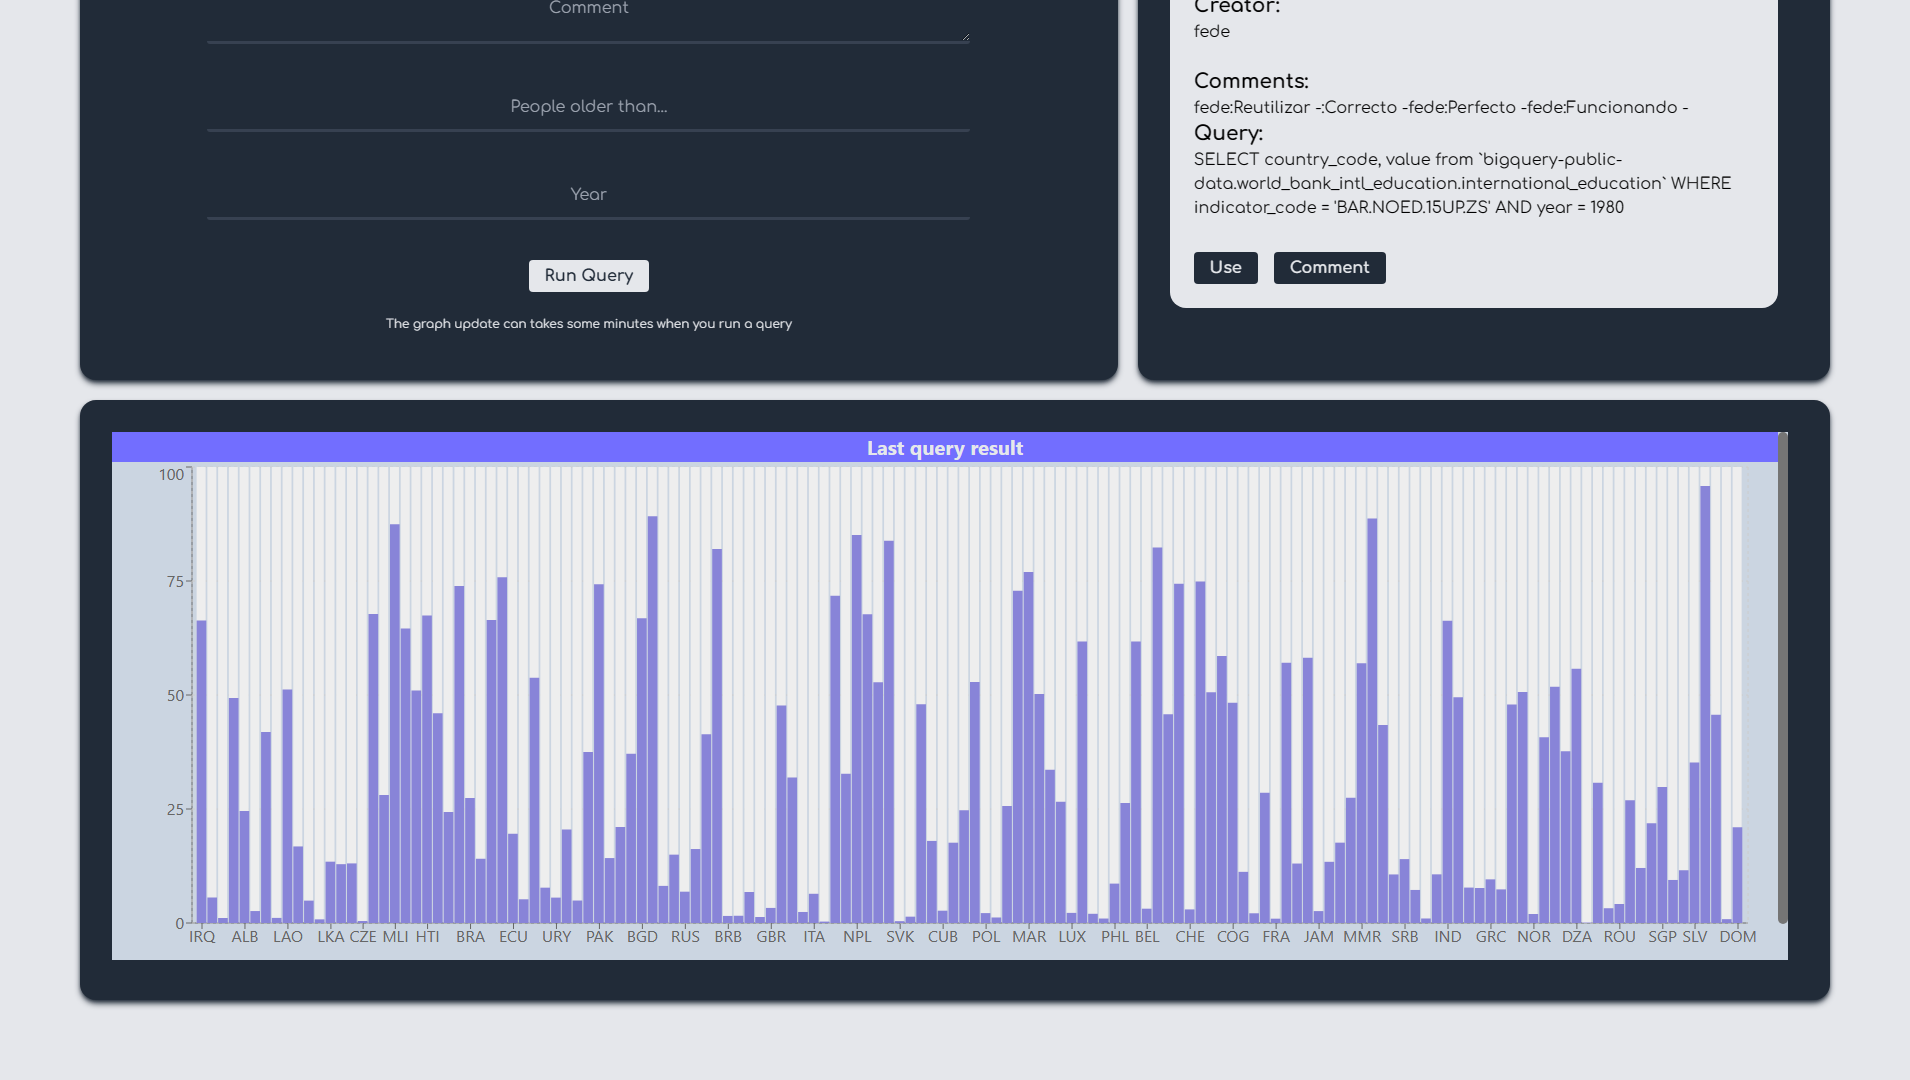 Comment
People older than...
Year
Run Query
The graph update can takes some minutes when you run a query
Creator:
fede
Comments:
fede:Reutilizar -:Correcto -fede:Perfecto -fede:Funcionando -
Query:
SELECT country_code, value from `bigquery-public-
data.world_bank_intl_education.international_education` WHERE
indicator_code = 'BAR.NOED.15UP.ZS' AND year = 1980
Use Comment
Last query result
100
75
50
25
0
IRQ ALB LAO LKA CZE MLI HTI BRA ECU URY PAK BGD RUS BRB GBR ITA NPL SVK CUB POL MAR LUX PHL BEL CHE COG FRA JAM MMR SRB IND GRC NOR DZA ROU SGP SLV DOM